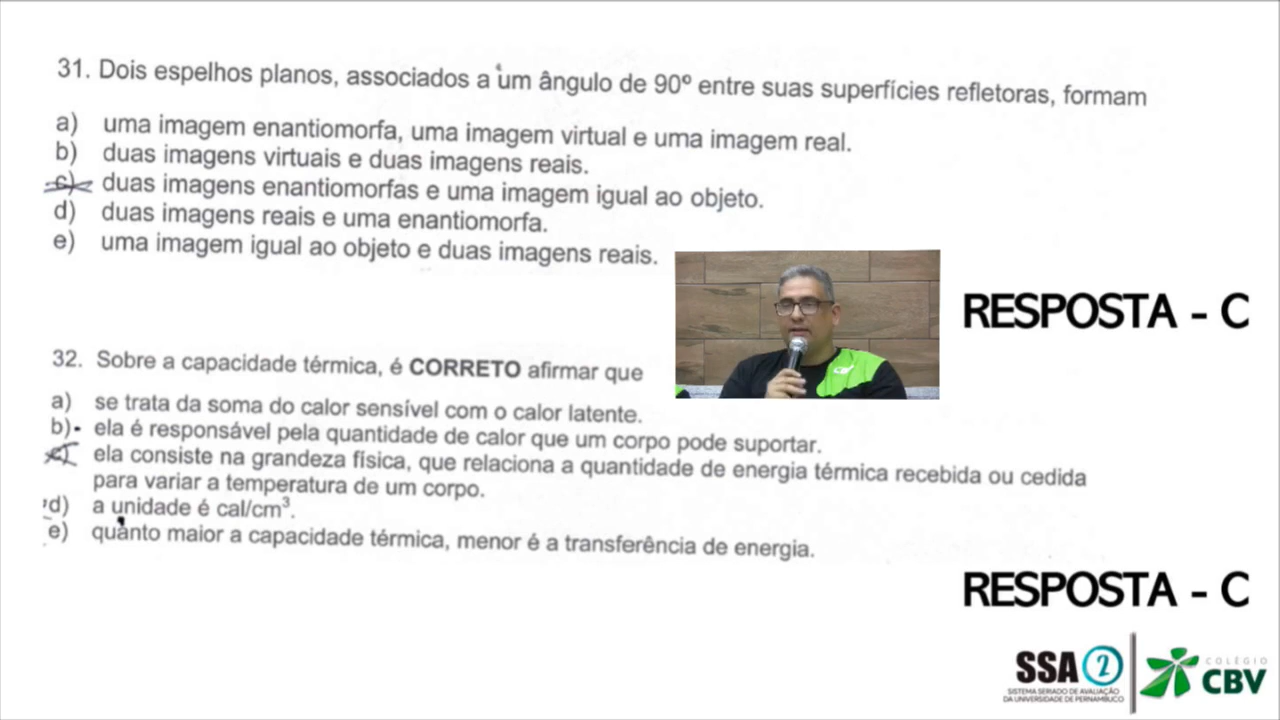 31. Dois espelhos planos, associados a um ângulo de 90º entre suas superfícies refletoras, formam
a) uma imagem enantiomorfa, uma imagem virtual e uma imagem real.
b) duas imagens virtuais e duas imagens reais.
c) duas imagens enantiomorfas e uma imagem igual ao objeto.
d) duas imagens reais e uma enantiomorfa.
e) uma imagem igual ao objeto e duas imagens reais.
RESPOSTA - C
32. Sobre a capacidade térmica, é CORRETO afirmar que
a) se trata da soma do calor sensível com o calor latente.
b) ela é responsável pela quantidade de calor que um corpo pode suportar.
c) ela consiste na grandeza física, que relaciona a quantidade de energia térmica recebida ou cedida
para variar a temperatura de um corpo.
d) a unidade é cal/cm³.
e) quanto maior a capacidade térmica, menor é a transferência de energia.
RESPOSTA - C
SSA 2
SISTEMA SERIADO DE AVALIAÇÃO
DA UNIVERSIDADE DE PERNAMBUCO
COLÉGIO
CBV